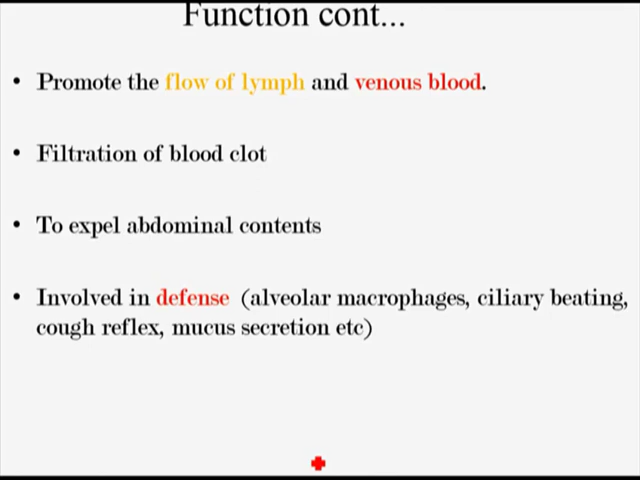 Function cont...
• Promote the flow of lymph and venous blood.
• Filtration of blood clot
• To expel abdominal contents
• Involved in defense (alveolar macrophages, ciliary beating,
cough reflex, mucus secretion etc)